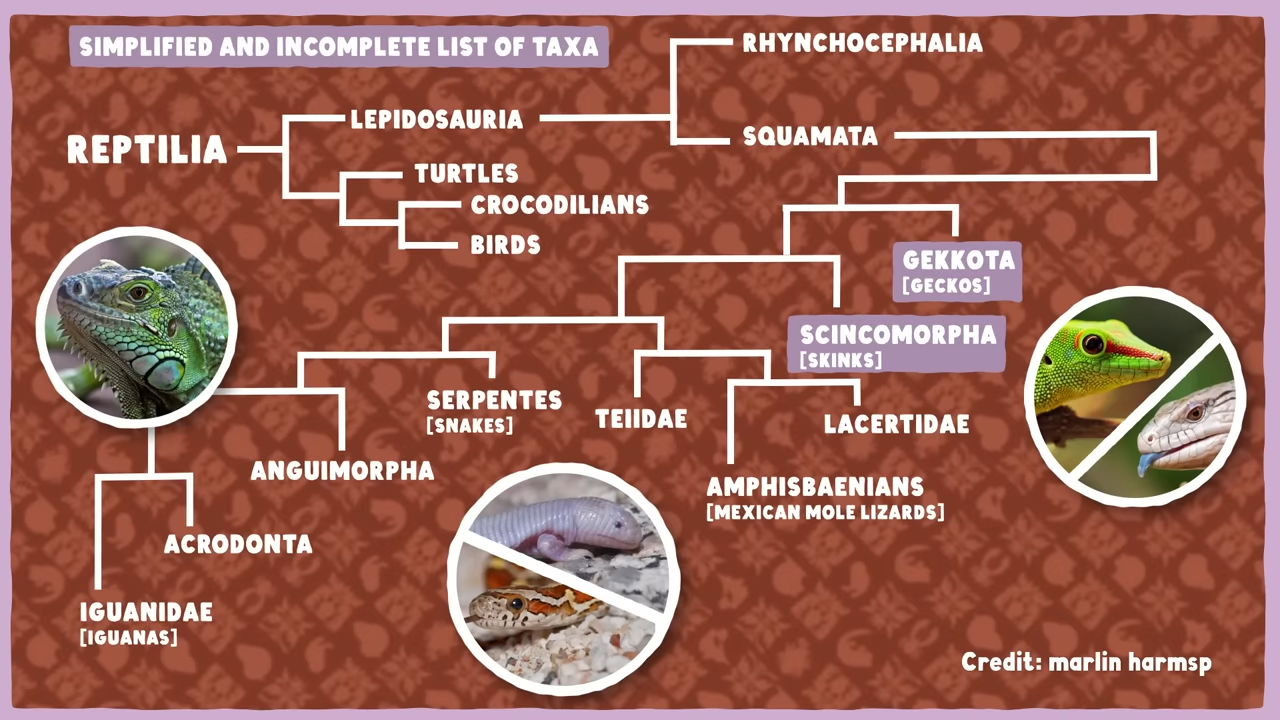 SIMPLIFIED AND INCOMPLETE LIST OF TAXA
RHYNCHOCEPHALIA
LEPIDOSAURIA
SQUAMATA
REPTILIA
TURTLES
CROCODILIANS
BIRDS
GEKKOTA
[GECKOS]
SCINCOMORPHA
[SKINKS]
SERPENTES
[SNAKES]
TEIIDAE
LACERTIDAE
ANGUIMORPHA
AMPHISBAENIANS
[MEXICAN MOLE LIZARDS]
ACRODONTA
IGUANIDAE
[IGUANAS]
Credit: marlin harmsp